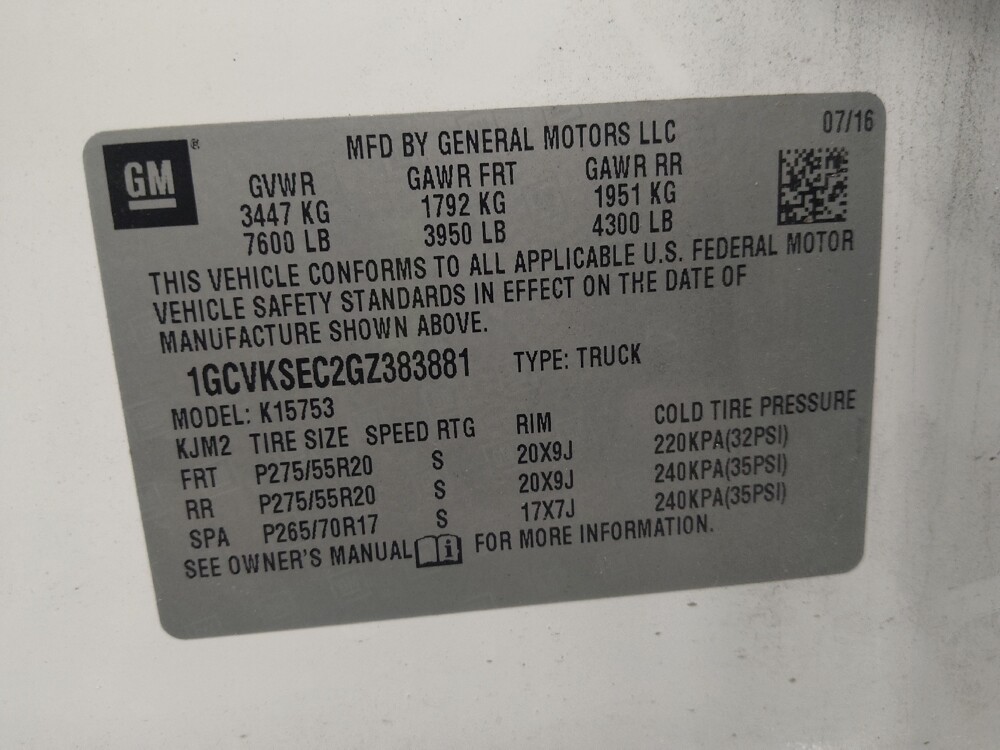 GM®
07/16
MFD BY GENERAL MOTORS LLC
GVWR GAWR FRT GAWR RR
3447 KG 1792 KG 1951 KG
7600 LB 3950 LB 4300 LB
THIS VEHICLE CONFORMS TO ALL APPLICABLE U.S. FEDERAL MOTOR
VEHICLE SAFETY STANDARDS IN EFFECT ON THE DATE OF
MANUFACTURE SHOWN ABOVE.
1GCVKSEC2GZ383881 TYPE: TRUCK
MODEL: K15753
KJM2 TIRE SIZE SPEED RTG RIM COLD TIRE PRESSURE
FRT P275/55R20 S 20X9J 220KPA(32PSI)
RR P275/55R20 S 20X9J 240KPA(35PSI)
SPA P265/70R17 S 17X7J 240KPA(35PSI)
SEE OWNER'S MANUAL i FOR MORE INFORMATION.